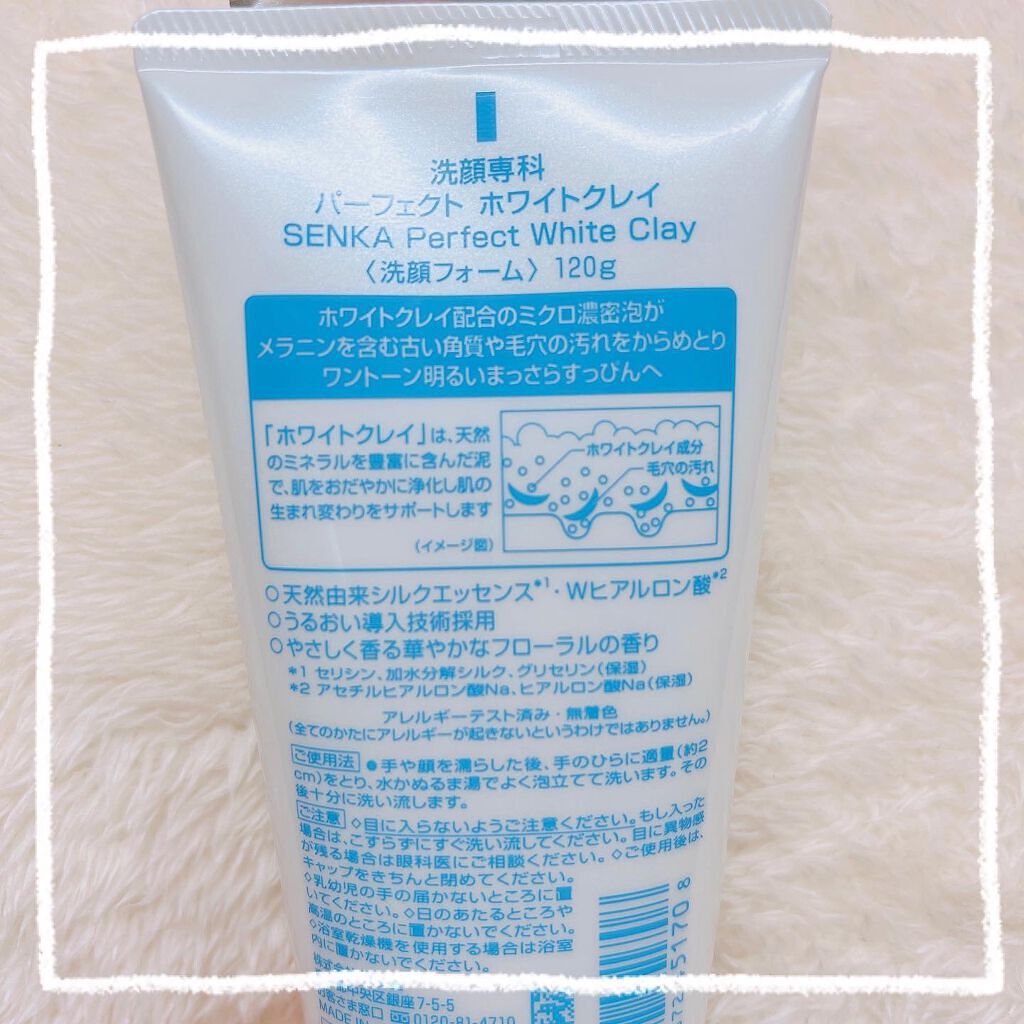 洗顔専科
パーフェクト ホワイトクレイ
SENKA Perfect White Clay
〈洗顔フォーム〉 120g
ホワイトクレイ配合のミクロ濃密泡が
メラニンを含む古い角質や毛穴の汚れをからめとり
ワントーン明るいまっさらすっぴんへ
「ホワイトクレイ」は、天然
のミネラルを豊富に含んだ泥
で、肌をおだやかに浄化し肌の
生まれ変わりをサポートします
(イメージ図)
ホワイトクレイ成分
毛穴の汚れ
○天然由来シルクエッセンス*1・Wヒアルロン酸*2
○うるおい導入技術採用
○やさしく香る華やかなフローラルの香り
*1 セリシン、加水分解シルク、グリセリン(保湿)
*2 アセチルヒアルロン酸Na、ヒアルロン酸Na(保湿)
アレルギーテスト済み・無着色
(全てのかたにアレルギーが起きないというわけではありません。)
ご使用法 ●手や顔を濡らした後、手のひらに適量(約2
cm)をとり、水かぬるま湯でよく泡立てて洗います。その
後十分に洗い流します。
ご注意 ◇目に入らないようご注意ください。もし入った
場合は、こすらずにすぐ洗い流してください。目に異物感
が残る場合は眼科医にご相談ください。◇ご使用後は、
キャップをきちんと閉めてください。
◇乳幼児の手の届かないところに置
いてください。◇日のあたるところや
高温のところに置かないでください。
◇浴室乾燥機を使用する場合は浴室
内に置かないでください。
株式会
中央区銀座7-5-5
お客さま窓口 0120-81-4710
MADE IN
45170 8